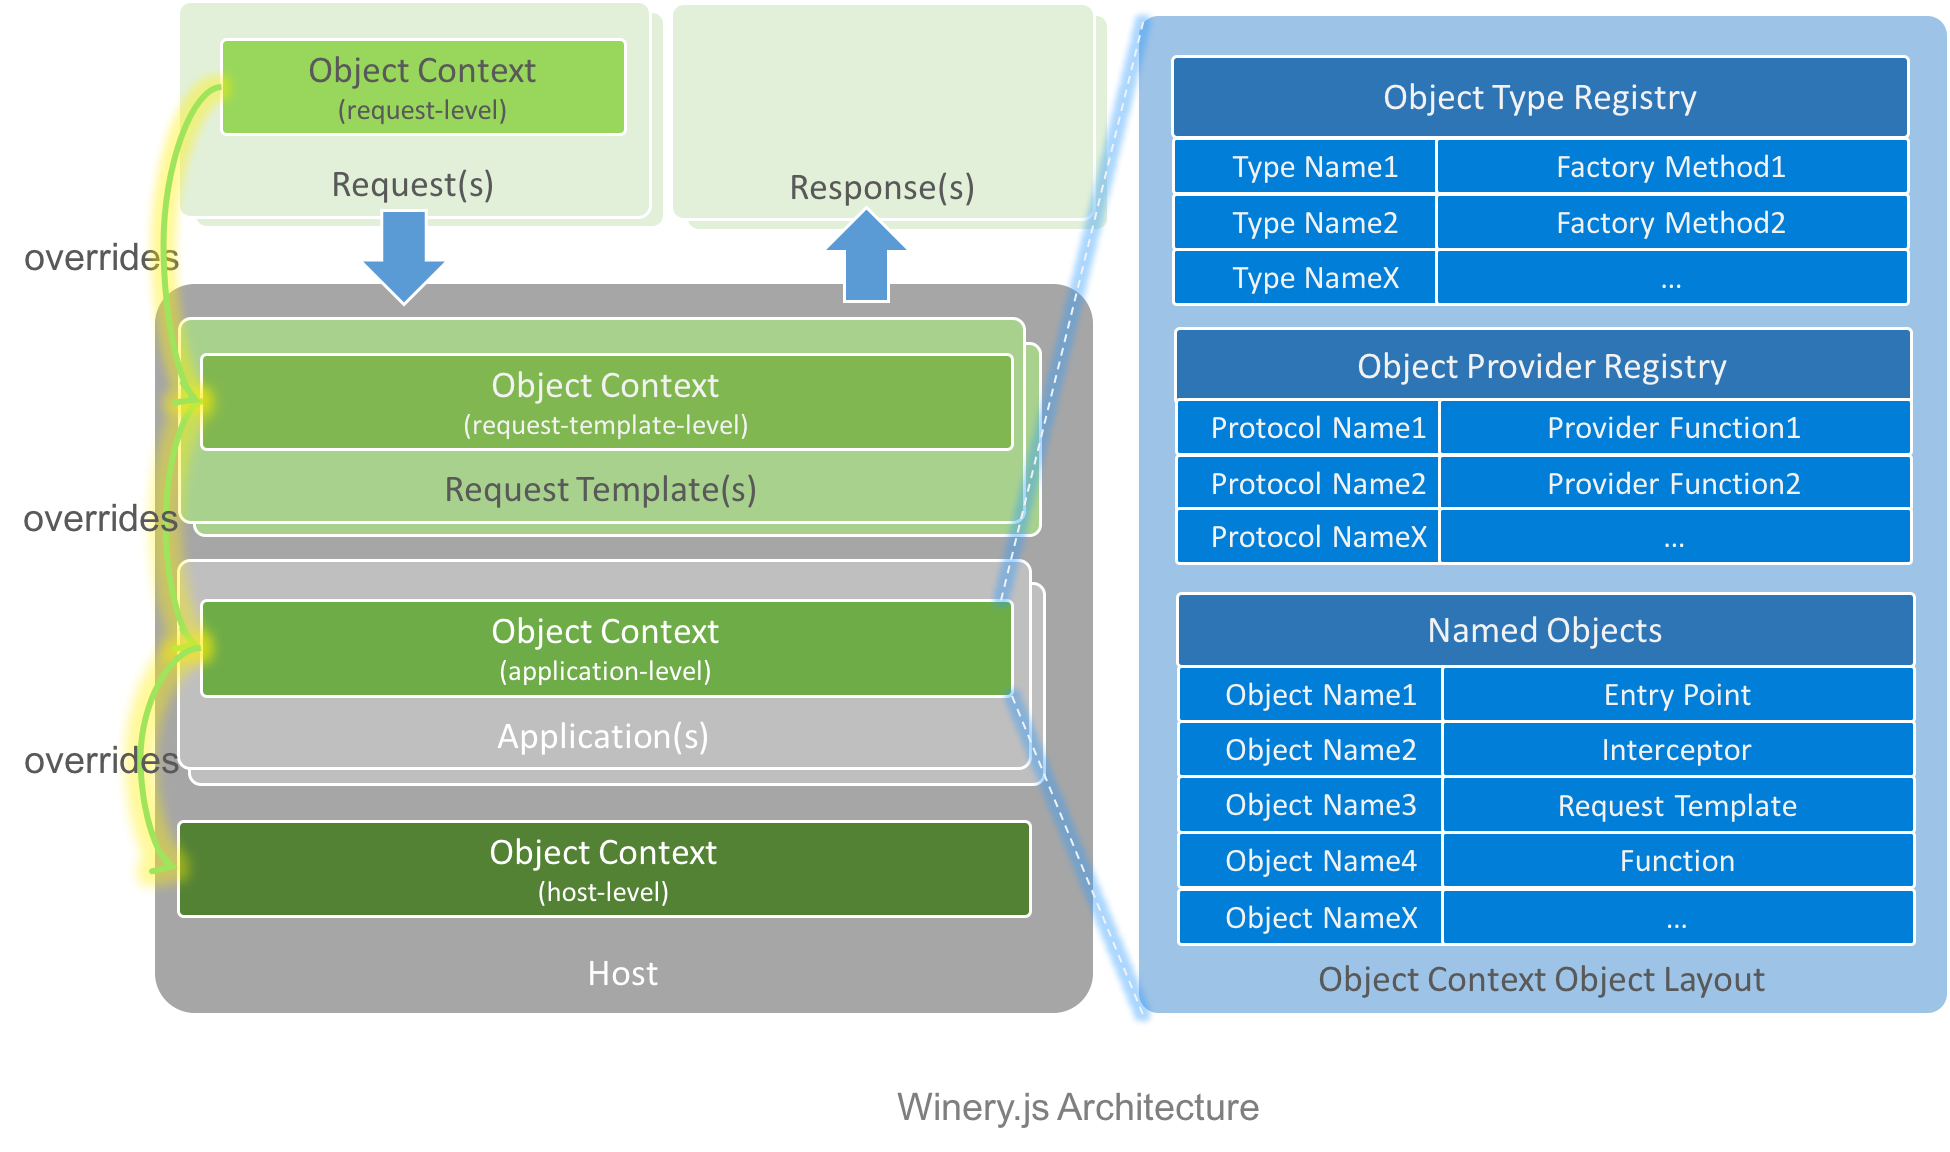 Object Context
(request-level)
Request(s)
Response(s)
overrides
Object Context
(request-template-level)
Request Template(s)
overrides
Object Context
(application-level)
Application(s)
overrides
Object Context
(host-level)
Host
Object Type Registry
Type Name1 Factory Method1
Type Name2 Factory Method2
Type NameX ...
Object Provider Registry
Protocol Name1 Provider Function1
Protocol Name2 Provider Function2
Protocol NameX ...
Named Objects
Object Name1 Entry Point
Object Name2 Interceptor
Object Name3 Request Template
Object Name4 Function
Object NameX ...
Object Context Object Layout
Winery.js Architecture